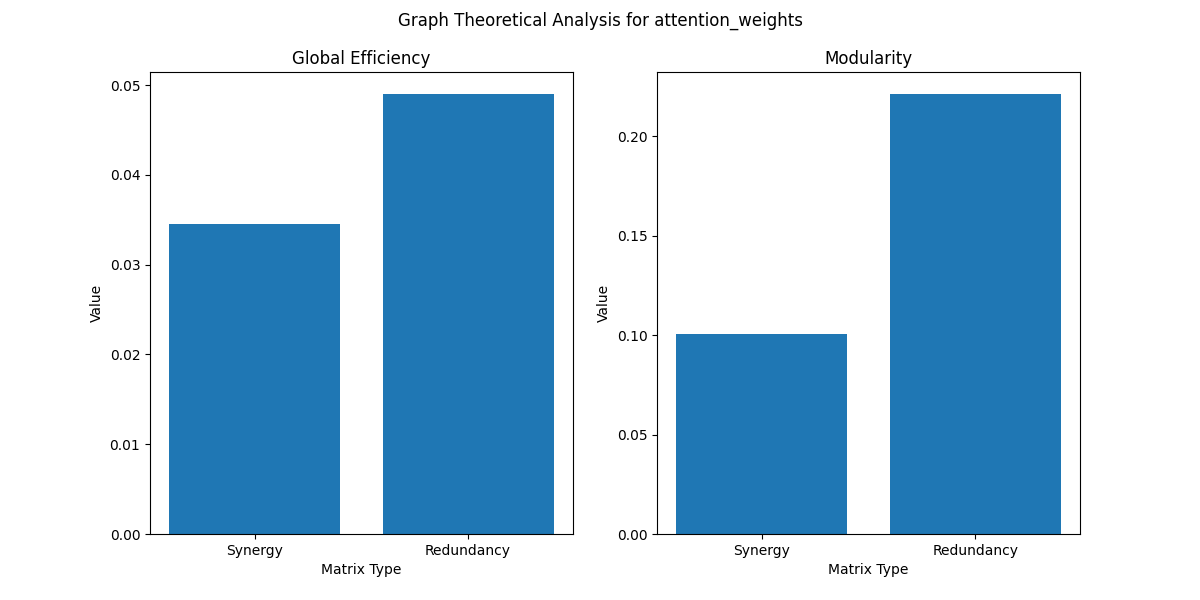 Graph Theoretical Analysis for attention_weights
Global Efficiency
0.05
0.04
0.03
0.02
0.01
0.00
Value
Synergy
Redundancy
Matrix Type
Modularity
0.20
0.15
0.10
0.05
0.00
Value
Synergy
Redundancy
Matrix Type